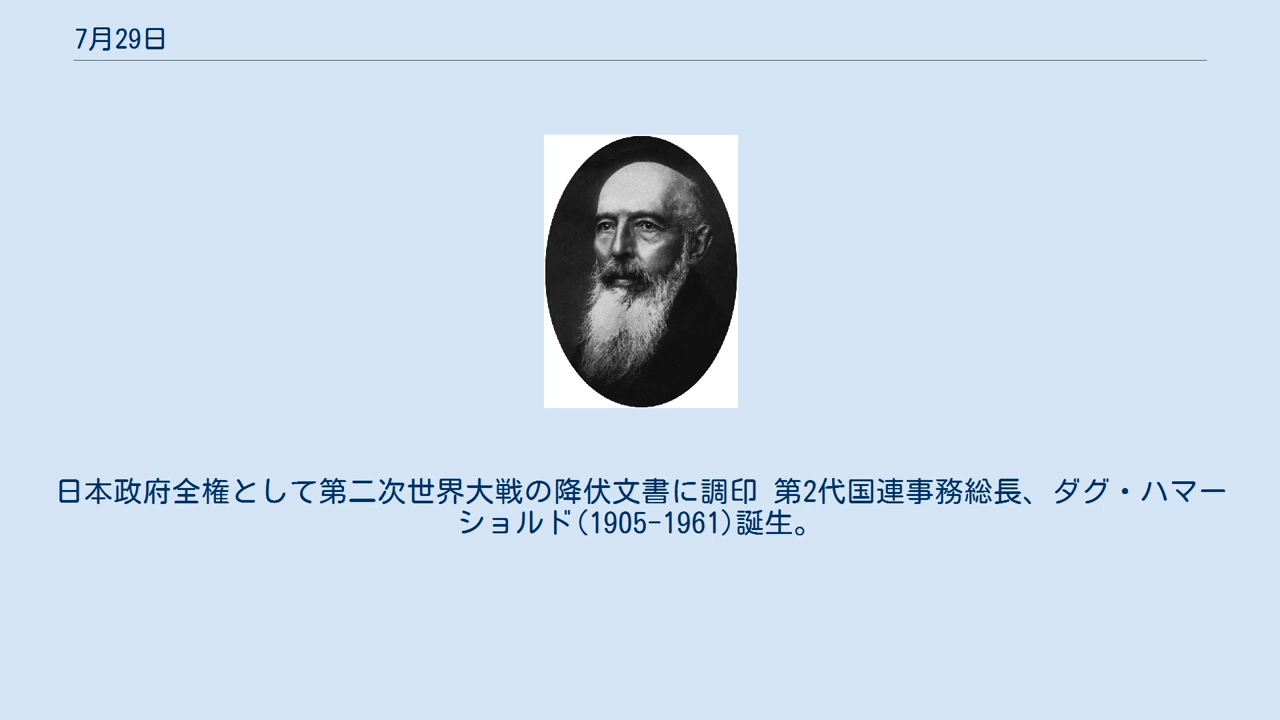 7月29日
日本政府全権として第二次世界大戦の降伏文書に調印 第2代国連事務総長、ダグ・ハマー
ショルド(1905-1961)誕生。